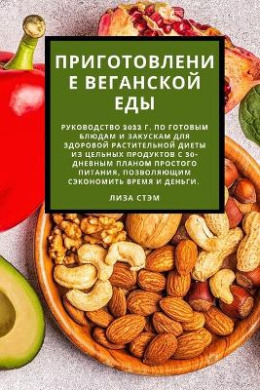 ПРИГОТОВЛЕНИ
Е ВЕГАНСКОЙ
ЕДЫ
РУКОВОДСТВО 2022 Г. ПО ГОТОВЫМ
БЛЮДАМ И ЗАКУСКАМ ДЛЯ
ЗДОРОВОЙ РАСТИТЕЛЬНОЙ ДИЕТЫ
ИЗ ЦЕЛЬНЫХ ПРОДУКТОВ С 30-
ДНЕВНЫМ ПЛАНОМ ПРОСТОГО
ПИТАНИЯ, ПОЗВОЛЯЮЩИМ
СЭКОНОМИТЬ ВРЕМЯ И ДЕНЬГИ.
ЛИЗА СТЭМ